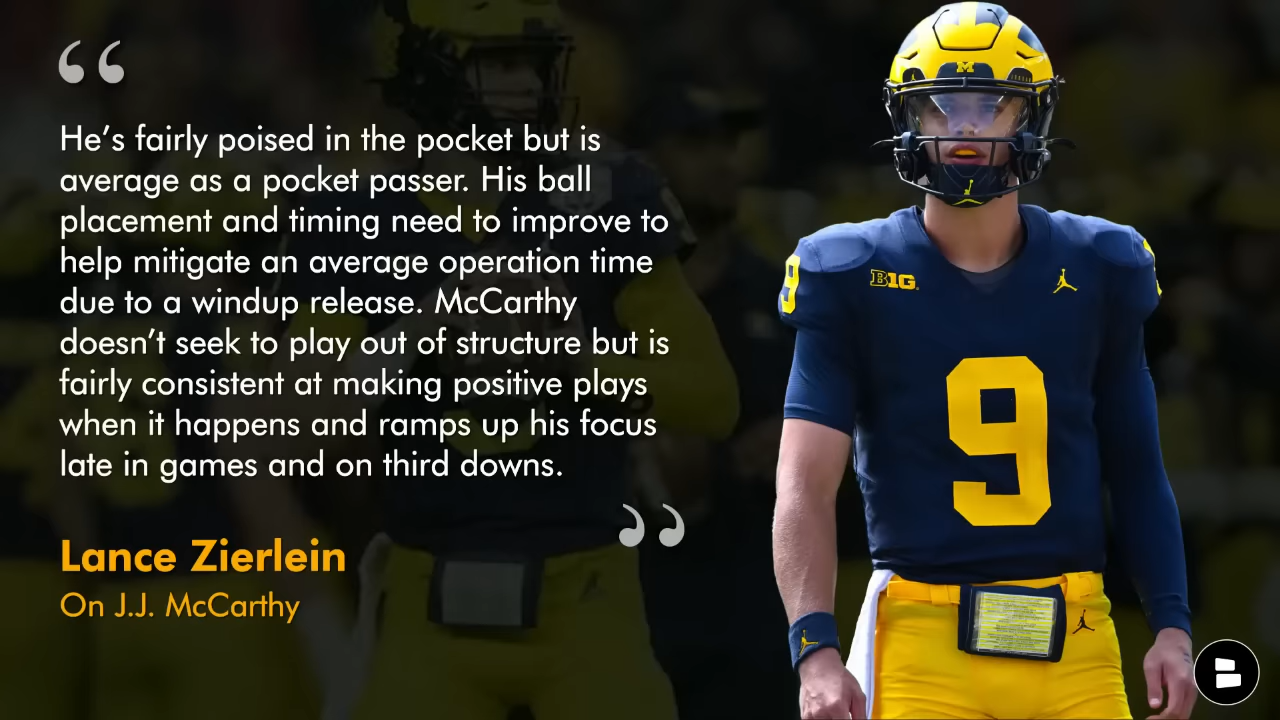 “
He’s fairly poised in the pocket but is
average as a pocket passer. His ball
placement and timing need to improve to
help mitigate an average operation time
due to a windup release. McCarthy
doesn’t seek to play out of structure but is
fairly consistent at making positive plays
when it happens and ramps up his focus
late in games and on third downs.
”
Lance Zierlein
On J.J. McCarthy
M
9
B1G.
9